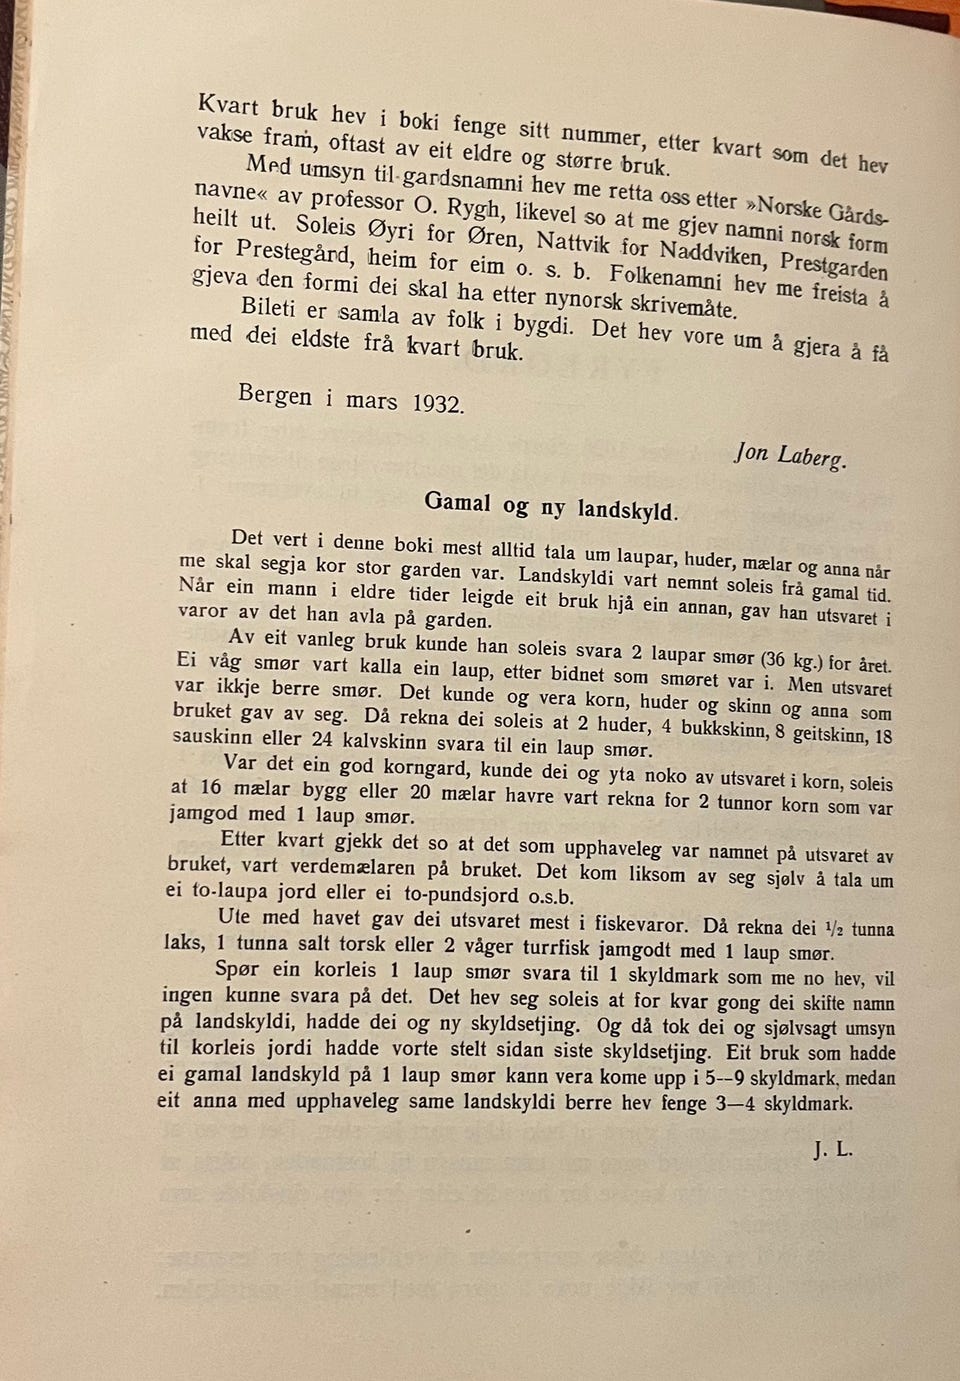 Kvart bruk hev i boki fenge sitt nummer, etter kvart som det hev
vakse fram, oftast av eit eldre og større bruk.
Med umsyn til gardsnamni hev me retta oss etter »Norske Gårds-
navne« av professor O. Rygh, likevel so at me gjev namni norsk form
heilt ut. Soleis Øyri for Øren, Nattvik for Naddviken, Prestgarden
for Prestegård, heim for eim o. s. b. Folkenamni hev me freista å
gjeva den formi dei skal ha etter nynorsk skrivemåte.
Bileti er samla av folk i bygdi. Det hev vore um å gjera å få
med dei eldste frå kvart bruk.
Bergen i mars 1932.
Jon Laberg.
Gamal og ny landskyld.
Det vert i denne boki mest alltid tala um laupar, huder, mælar og anna når
me skal segja kor stor garden var. Landskyldi vart nemnt soleis frå gamal tid.
Når ein mann i eldre tider leigde eit bruk hjå ein annan, gav han utsvaret i
varor av det han avla på garden.
Av eit vanleg bruk kunde han soleis svara 2 laupar smør (36 kg.) for året.
Ei våg smør vart kalla ein laup, etter bidnet som smøret var i. Men utsvaret
var ikkje berre smør. Det kunde og vera korn, huder og skinn og anna som
bruket gav av seg. Då rekna dei soleis at 2 huder, 4 bukkskinn, 8 geitskinn, 18
sauskinn eller 24 kalvskinn svara til ein laup smør.
Var det ein god korngard, kunde dei og yta noko av utsvaret i korn, soleis
at 16 mælar bygg eller 20 mælar havre vart rekna for 2 tunnor korn som var
jamgod med 1 laup smør.
Etter kvart gjekk det so at det som upphaveleg var namnet på utsvaret av
bruket, vart verdemælaren på bruket. Det kom liksom av seg sjølv å tala um
ei to-laupa jord eller ei to-pundsjord o.s.b.
Ute med havet gav dei utsvaret mest i fiskevaror. Då rekna dei 1/2 tunna
laks, 1 tunna salt torsk eller 2 våger turrfisk jamgodt med 1 laup smør.
Spør ein korleis 1 laup smør svara til 1 skyldmark som me no hev, vil
ingen kunne svara på det. Det hev seg soleis at for kvar gong dei skifte namn
på landskyldi, hadde dei og ny skyldsetjing. Og då tok dei og sjølvsagt umsyn
til korleis jordi hadde vorte stelt sidan siste skyldsetjing. Eit bruk som hadde
ei gamal landskyld på 1 laup smør kann vera kome upp i 5--9 skyldmark, medan
eit anna med upphaveleg same landskyldi berre hev fenge 3—4 skyldmark.
J. L.